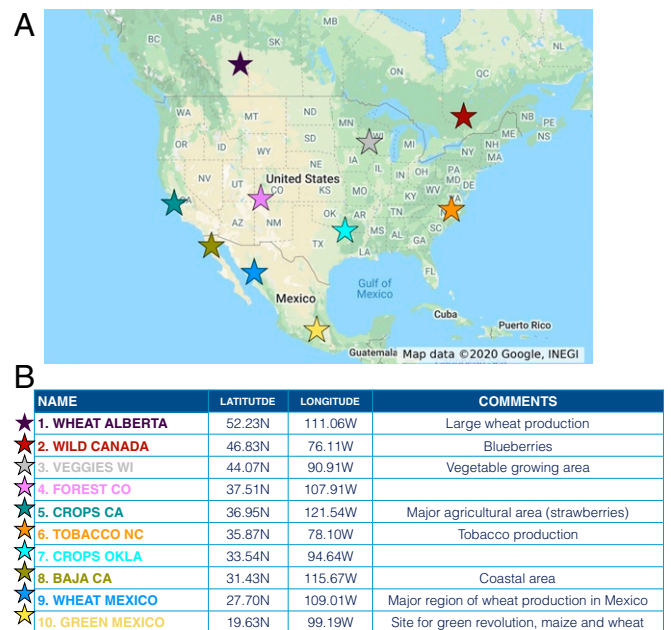 A
AB
MB
BC
NL
ON
QC
WA
MT
ND
MN
WI
NB
PE
ME
NS
OR
ID
SD
MI
NH
WY
IA
MA
NE
IL
IN
OH
PA
NV
UT
United States
CO
KS
MO
WV
MD
DE
KY
VA
CA
AZ
NM
OK
AR
TN
NC
TX
MS
AL
SC
GA
LA
FL
Gulf of
Mexico
Mexico
Cuba
Puerto Rico
Guatemala
Map data ©2020 Google, INEGI
B
NAME LATITUTDE LONGITUDE COMMENTS
1. WHEAT ALBERTA 52.23N 111.06W Large wheat production
2. WILD CANADA 46.83N 76.11W Blueberries
3. VEGGIES WI 44.07N 90.91W Vegetable growing area
4. FOREST CO 37.51N 107.91W
5. CROPS CA 36.95N 121.54W Major agricultural area (strawberries)
6. TOBACCO NC 35.87N 78.10W Tobacco production
7. CROPS OKLA 33.54N 94.64W
8. BAJA CA 31.43N 115.67W Coastal area
9. WHEAT MEXICO 27.70N 109.01W Major region of wheat production in Mexico
10. GREEN MEXICO 19.63N 99.19W Site for green revolution, maize and wheat